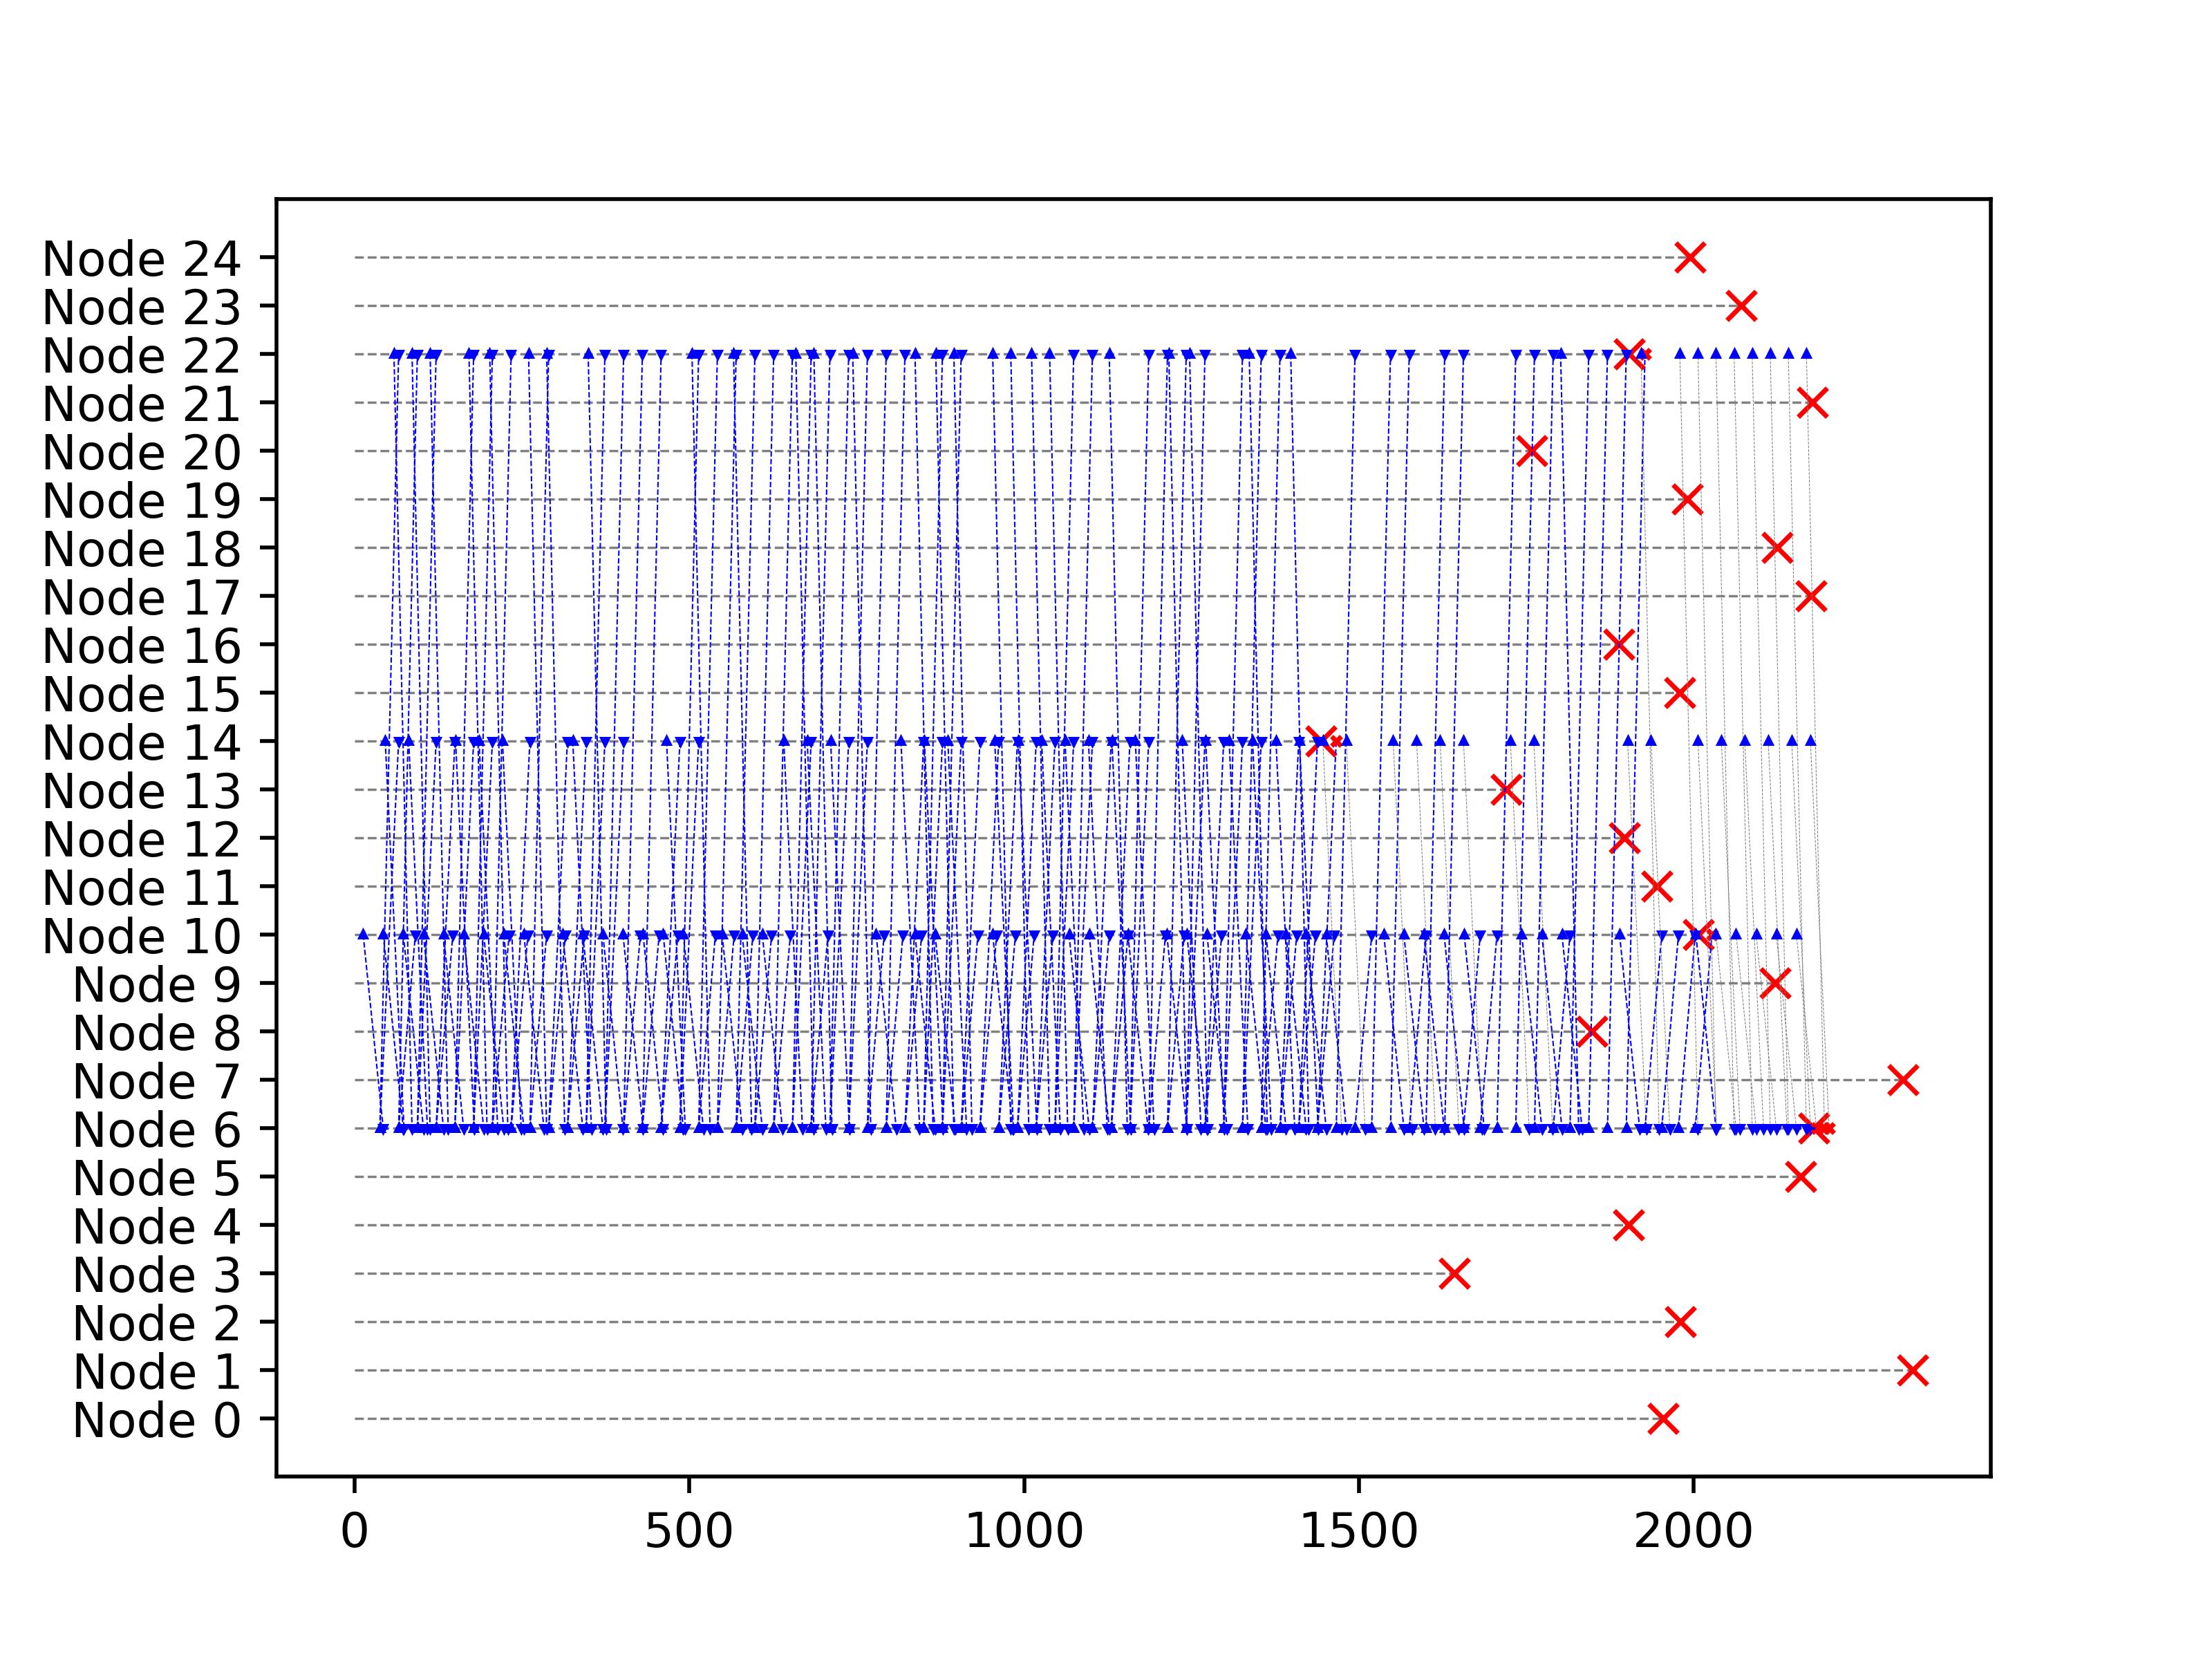 Node 24
Node 23
Node 22
Node 21
Node 20
Node 19
Node 18
Node 17
Node 16
Node 15
Node 14
Node 13
Node 12
Node 11
Node 10
Node 9
Node 8
Node 7
Node 6
Node 5
Node 4
Node 3
Node 2
Node 1
Node 0
0 500 1000 1500 2000